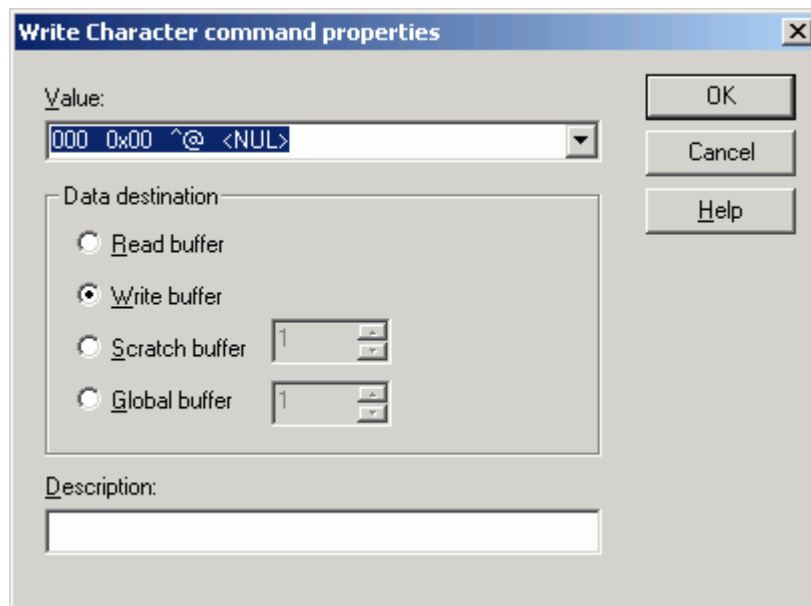 Write Character command properties
Value:
000 0x00 ^@ <NUL>
OK
Cancel
Help
Data destination
Read buffer
Write buffer
Scratch buffer 1
Global buffer 1
Description: